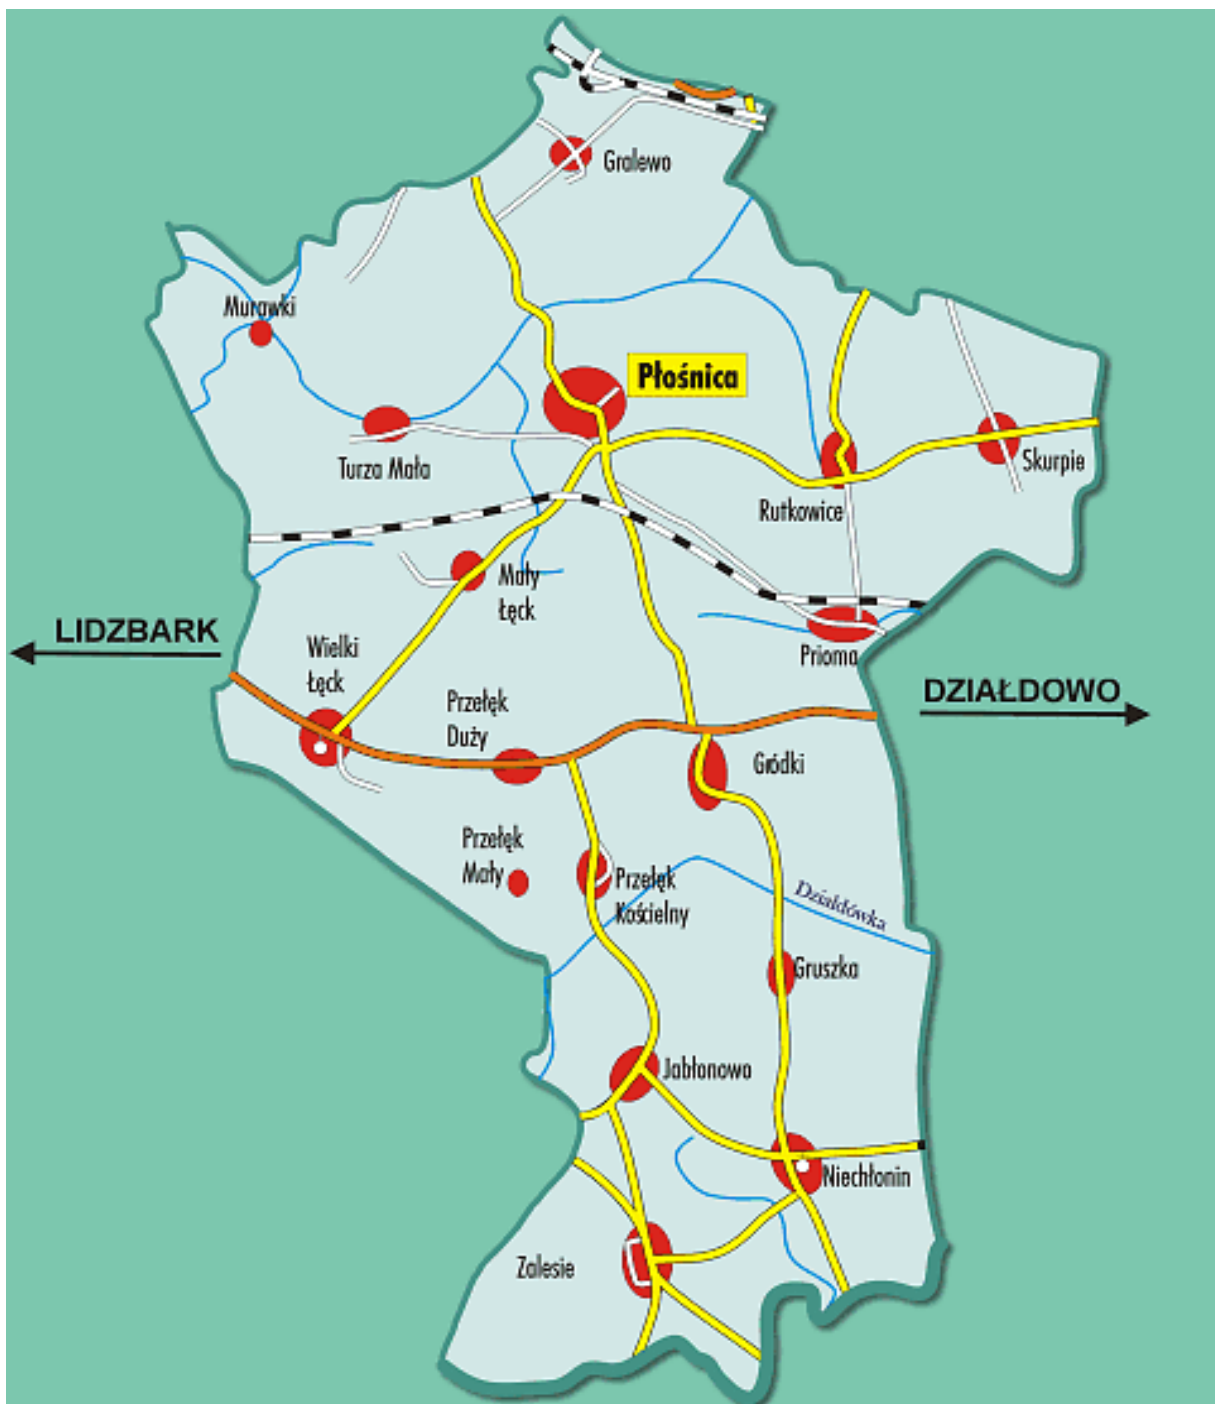 Gralewo
Murawki
Płośnica
Turza Mała
Skurpie
Rutkowice
Mały
Łęck
LIDZBARK
Wielki
Łęck
Prioma
Przełęk
Duży
DZIAŁDOWO
Gródki
Przełęk
Mały
Przełęk
Kościelny
Działdówka
Gruszka
Jabłonowo
Niechłonin
Zalesie